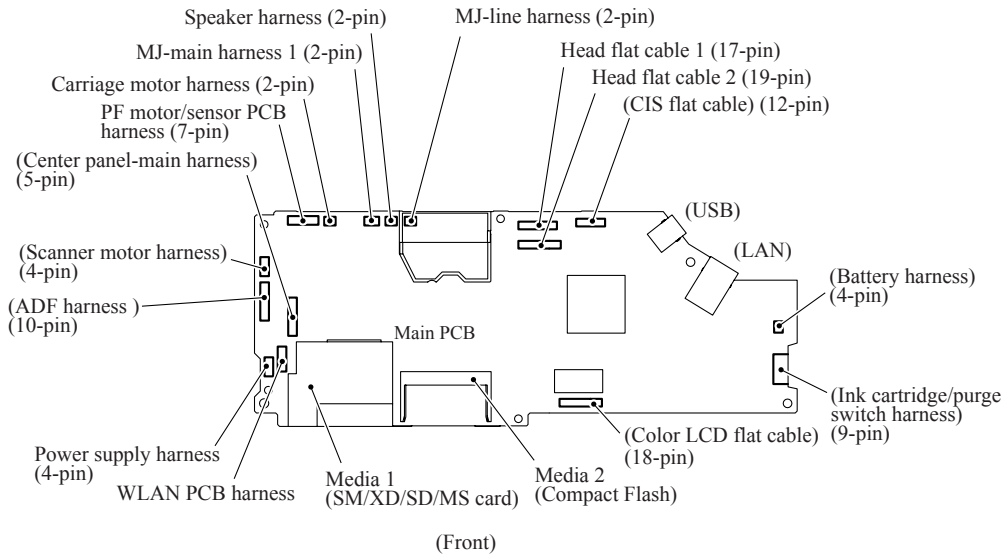 Speaker harness (2-pin)
MJ-line harness (2-pin)
MJ-main harness 1 (2-pin)
Head flat cable 1 (17-pin)
Carriage motor harness (2-pin)
Head flat cable 2 (19-pin)
PF motor/sensor PCB
harness (7-pin)
(CIS flat cable) (12-pin)
(Center panel-main harness)
(5-pin)
(USB)
(Scanner motor harness)
(4-pin)
(LAN)
(ADF harness )
(10-pin)
(Battery harness)
(4-pin)
Main PCB
(Ink cartridge/purge
switch harness)
(9-pin)
Power supply harness
(4-pin)
WLAN PCB harness
Media 1
(SM/XD/SD/MS card)
Media 2
(Compact Flash)
(Color LCD flat cable)
(18-pin)
(Front)